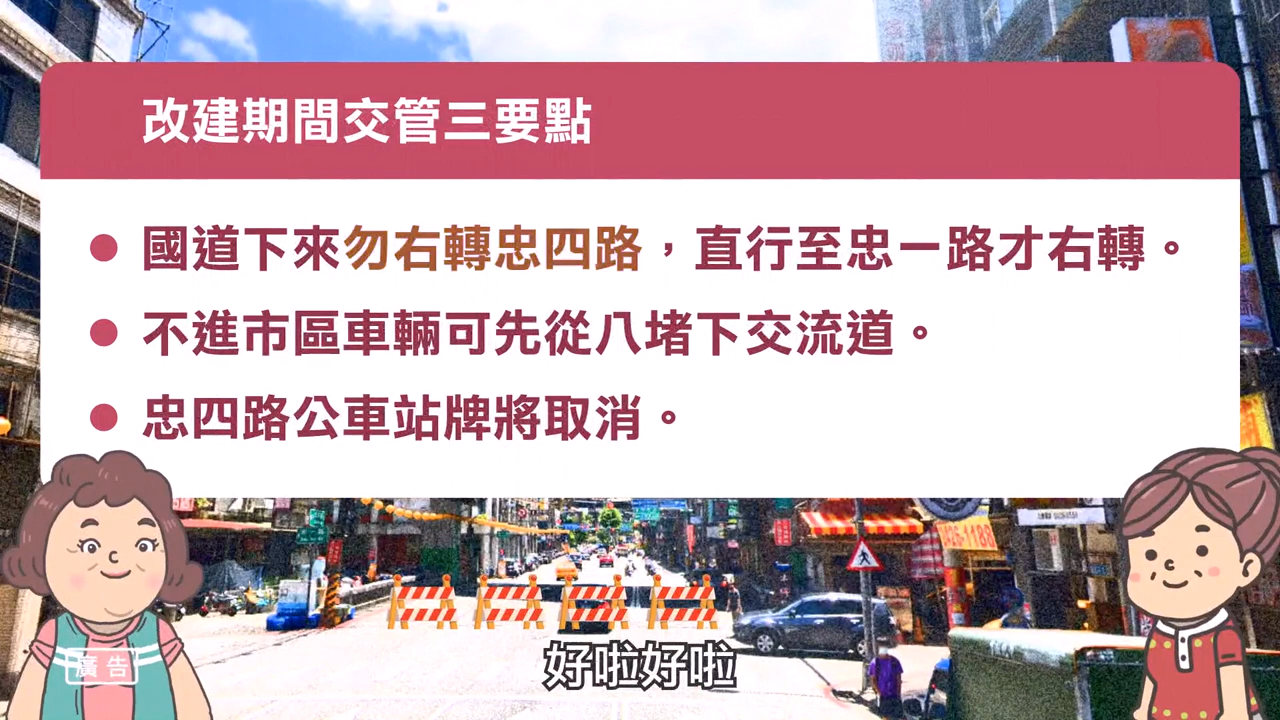 改建期間交管三要點
國道下來勿右轉忠四路，直行至忠一路才右轉。
不進市區車輛可先從八堵下交流道。
忠四路公車站牌將取消。
2426-1188
廣告
好啦好啦